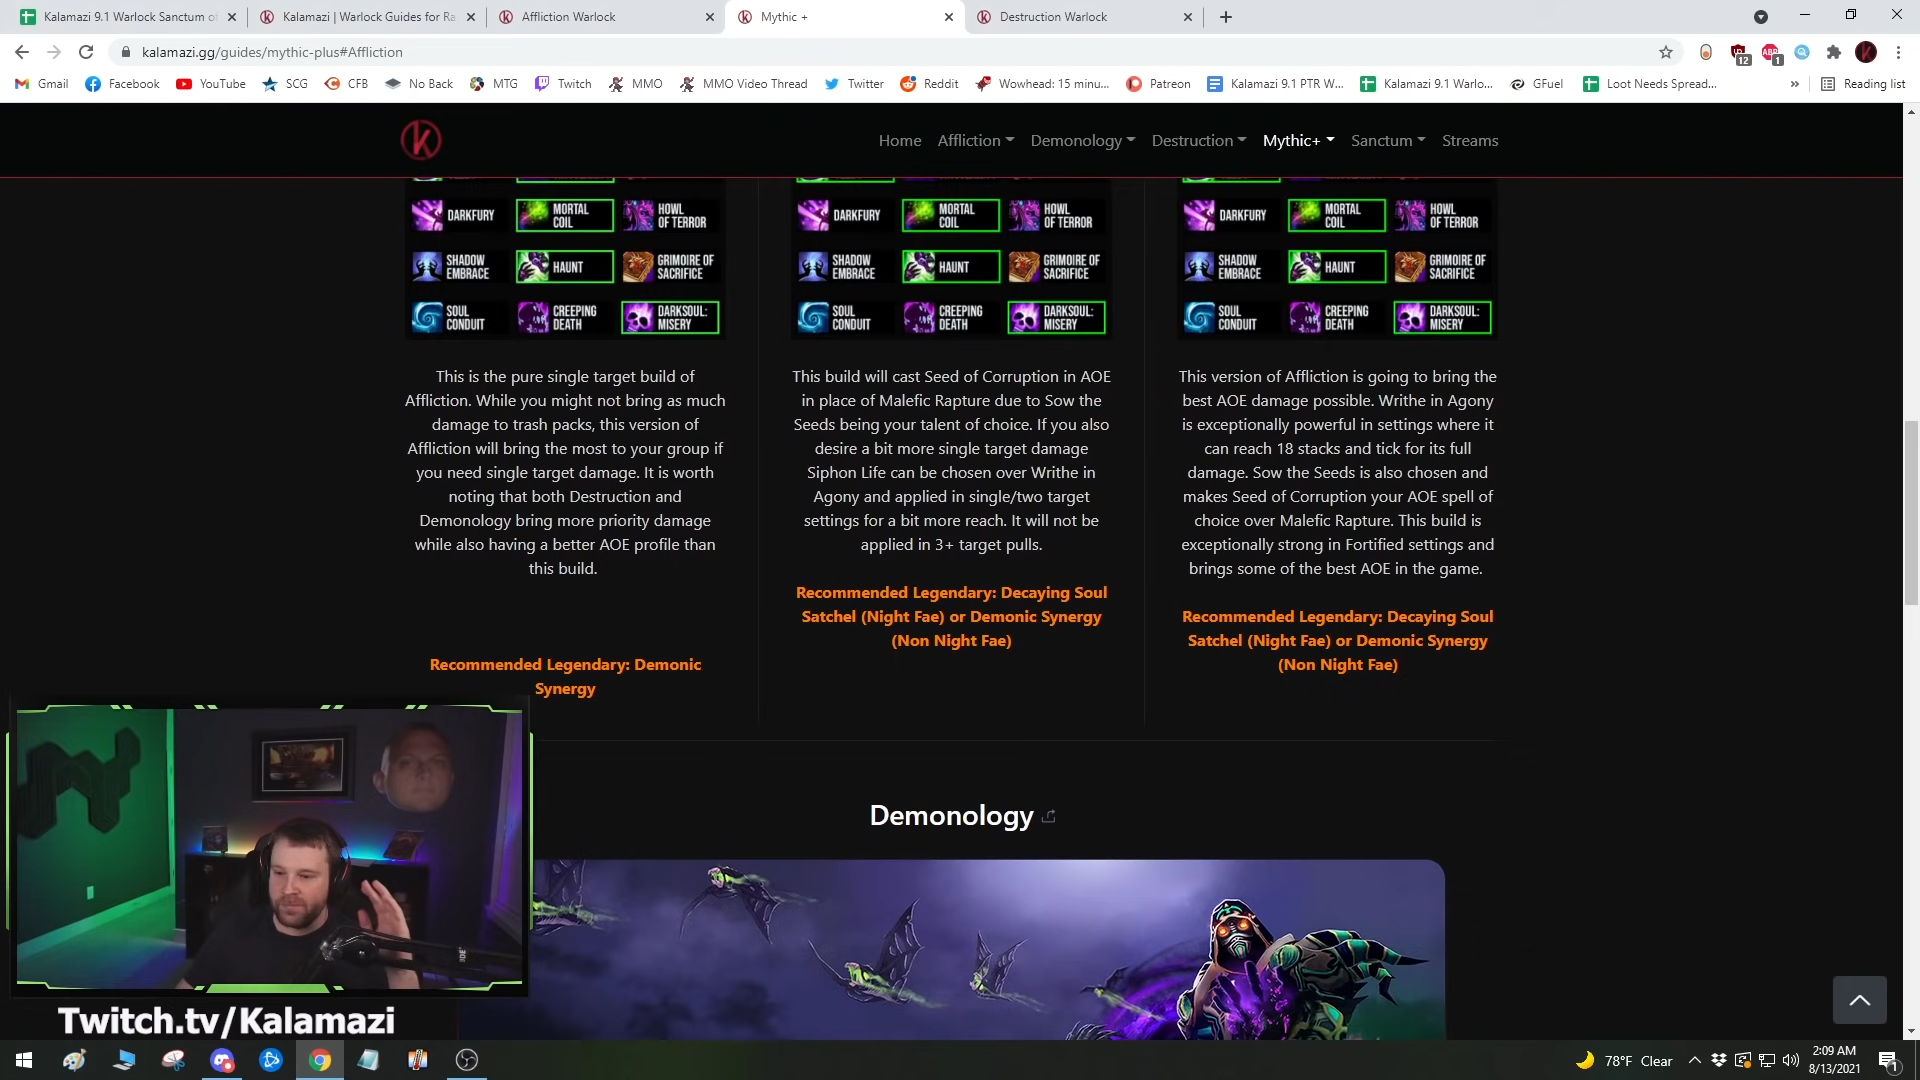 Kalamazi 9.1 Warlock Sanctum of
Kalamazi | Warlock Guides for Ra
Affliction Warlock
Mythic +
Destruction Warlock
kalamazi.gg/guides/mythic-plus#Affliction
12
ABP
1
Gmail
Facebook
YouTube
SCG
CFB
No Back
MTG
Twitch
MMO
MMO Video Thread
Twitter
Reddit
Wowhead: 15 minu...
Patreon
Kalamazi 9.1 PTR W...
Kalamazi 9.1 Warlo...
GFuel
Loot Needs Spread...
»
Reading list
Home
Affliction
Demonology
Destruction
Mythic+
Sanctum
Streams
DARKFURY
MORTAL
COIL
HOWL
OF TERROR
SHADOW
EMBRACE
HAUNT
GRIMOIRE OF
SACRIFICE
SOUL
CONDUIT
CREEPING
DEATH
DARKSOUL:
MISERY
This is the pure single target build of
Affliction. While you might not bring as much
damage to trash packs, this version of
Affliction will bring the most to your group if
you need single target damage. It is worth
noting that both Destruction and
Demonology bring more priority damage
while also having a better AOE profile than
this build.
Recommended Legendary: Demonic
Synergy
DARKFURY
MORTAL
COIL
HOWL
OF TERROR
SHADOW
EMBRACE
HAUNT
GRIMOIRE OF
SACRIFICE
SOUL
CONDUIT
CREEPING
DEATH
DARKSOUL:
MISERY
This build will cast Seed of Corruption in AOE
in place of Malefic Rapture due to Sow the
Seeds being your talent of choice. If you also
desire a bit more single target damage
Siphon Life can be chosen over Writhe in
Agony and applied in single/two target
settings for a bit more reach. It will not be
applied in 3+ target pulls.
Recommended Legendary: Decaying Soul
Satchel (Night Fae) or Demonic Synergy
(Non Night Fae)
DARKFURY
MORTAL
COIL
HOWL
OF TERROR
SHADOW
EMBRACE
HAUNT
GRIMOIRE OF
SACRIFICE
SOUL
CONDUIT
CREEPING
DEATH
DARKSOUL:
MISERY
This version of Affliction is going to bring the
best AOE damage possible. Writhe in Agony
is exceptionally powerful in settings where it
can reach 18 stacks and tick for its full
damage. Sow the Seeds is also chosen and
makes Seed of Corruption your AOE spell of
choice over Malefic Rapture. This build is
exceptionally strong in Fortified settings and
brings some of the best AOE in the game.
Recommended Legendary: Decaying Soul
Satchel (Night Fae) or Demonic Synergy
(Non Night Fae)
Demonology
Twitch.tv/Kalamazi
78°F Clear
2:09 AM
8/13/2021
1